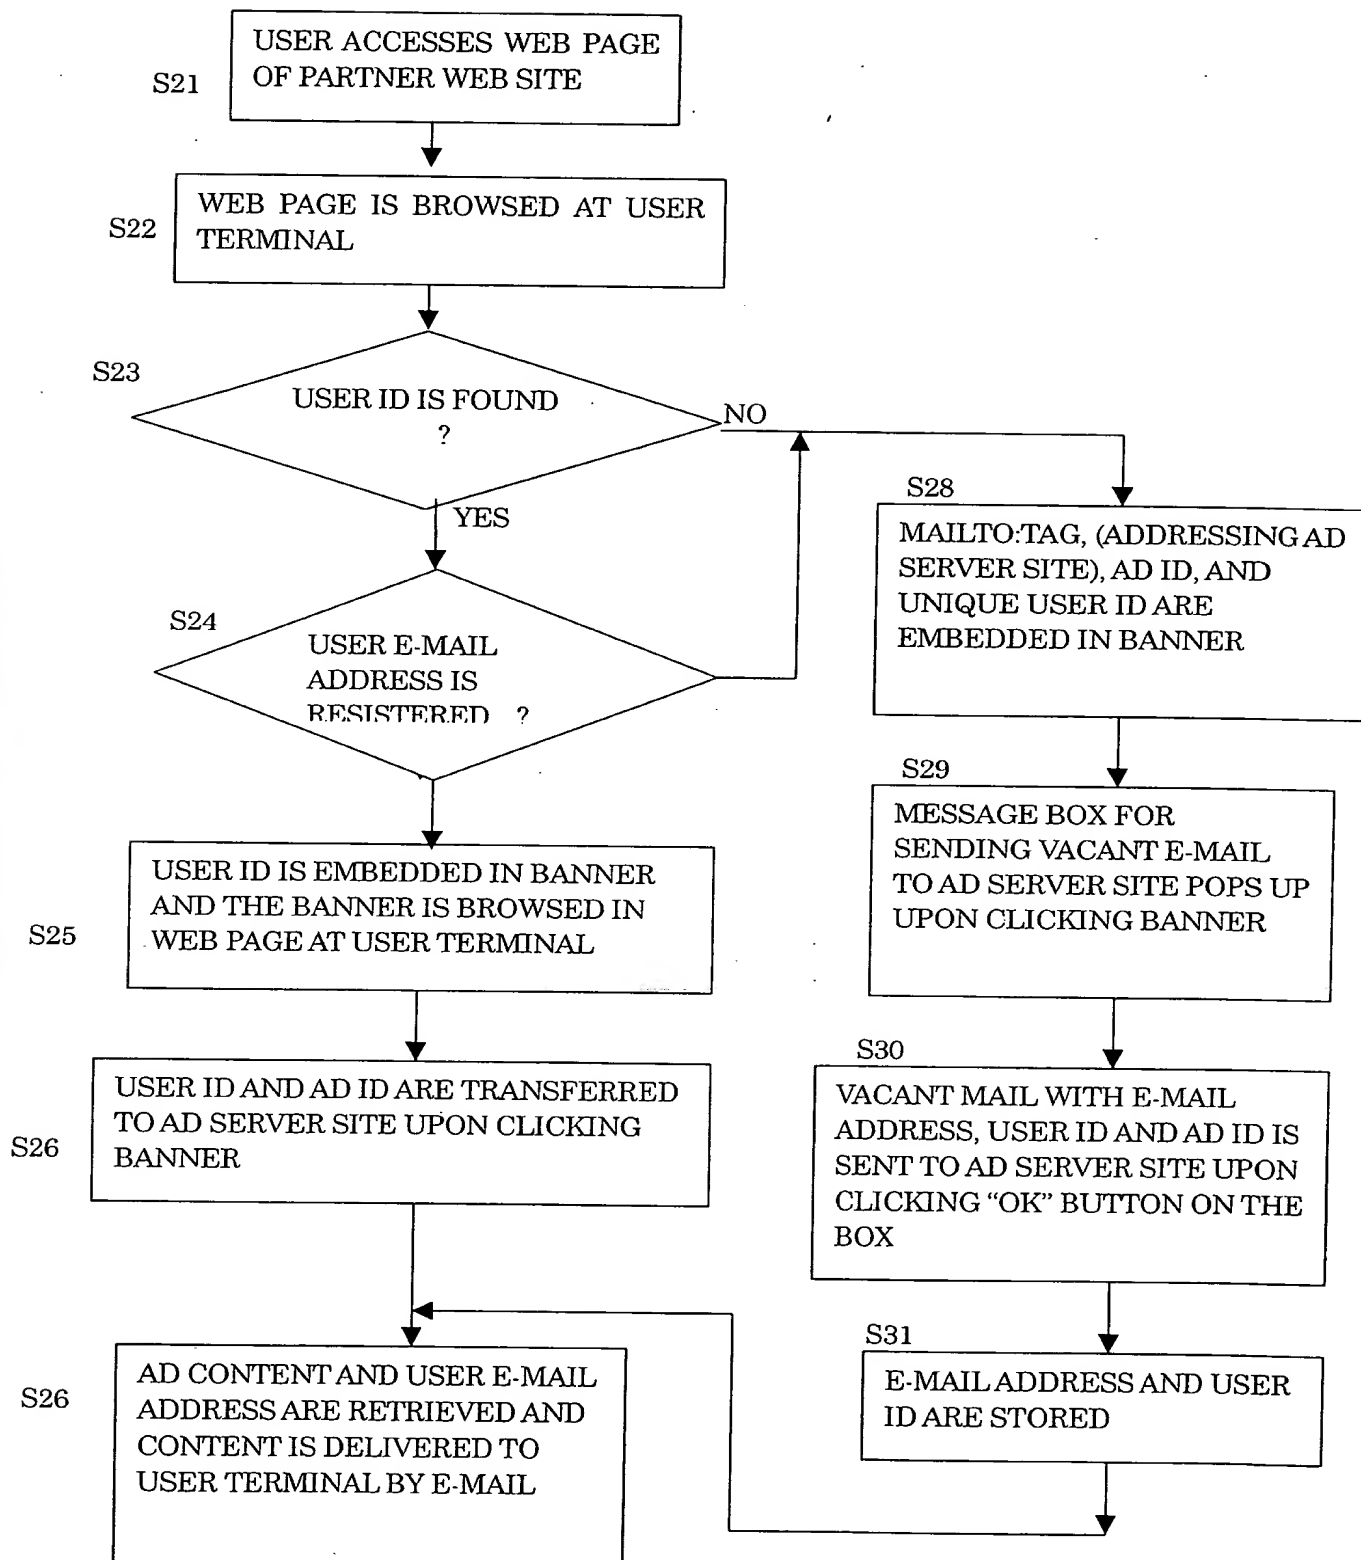 USER ACCESSES WEB PAGE
OF PARTNER WEB SITE
S21
WEB PAGE IS BROWSED AT USER
TERMINAL
S22
S23
USER ID IS FOUND
?
NO
YES
S24
USER E-MAIL
ADDRESS IS
RESISTERED ?
USER ID IS EMBEDDED IN BANNER
AND THE BANNER IS BROWSED IN
WEB PAGE AT USER TERMINAL
S25
USER ID AND AD ID ARE TRANSFERRED
TO AD SERVER SITE UPON CLICKING
BANNER
S26
AD CONTENT AND USER E-MAIL
ADDRESS ARE RETRIEVED AND
CONTENT IS DELIVERED TO
USER TERMINAL BY E-MAIL
S26
S28
MAILTO:TAG, (ADDRESSING AD
SERVER SITE), AD ID, AND
UNIQUE USER ID ARE
EMBEDDED IN BANNER
S29
MESSAGE BOX FOR
SENDING VACANT E-MAIL
TO AD SERVER SITE POPS UP
UPON CLICKING BANNER
S30
VACANT MAIL WITH E-MAIL
ADDRESS, USER ID AND AD ID IS
SENT TO AD SERVER SITE UPON
CLICKING “OK” BUTTON ON THE
BOX
S31
E-MAIL ADDRESS AND USER
ID ARE STORED